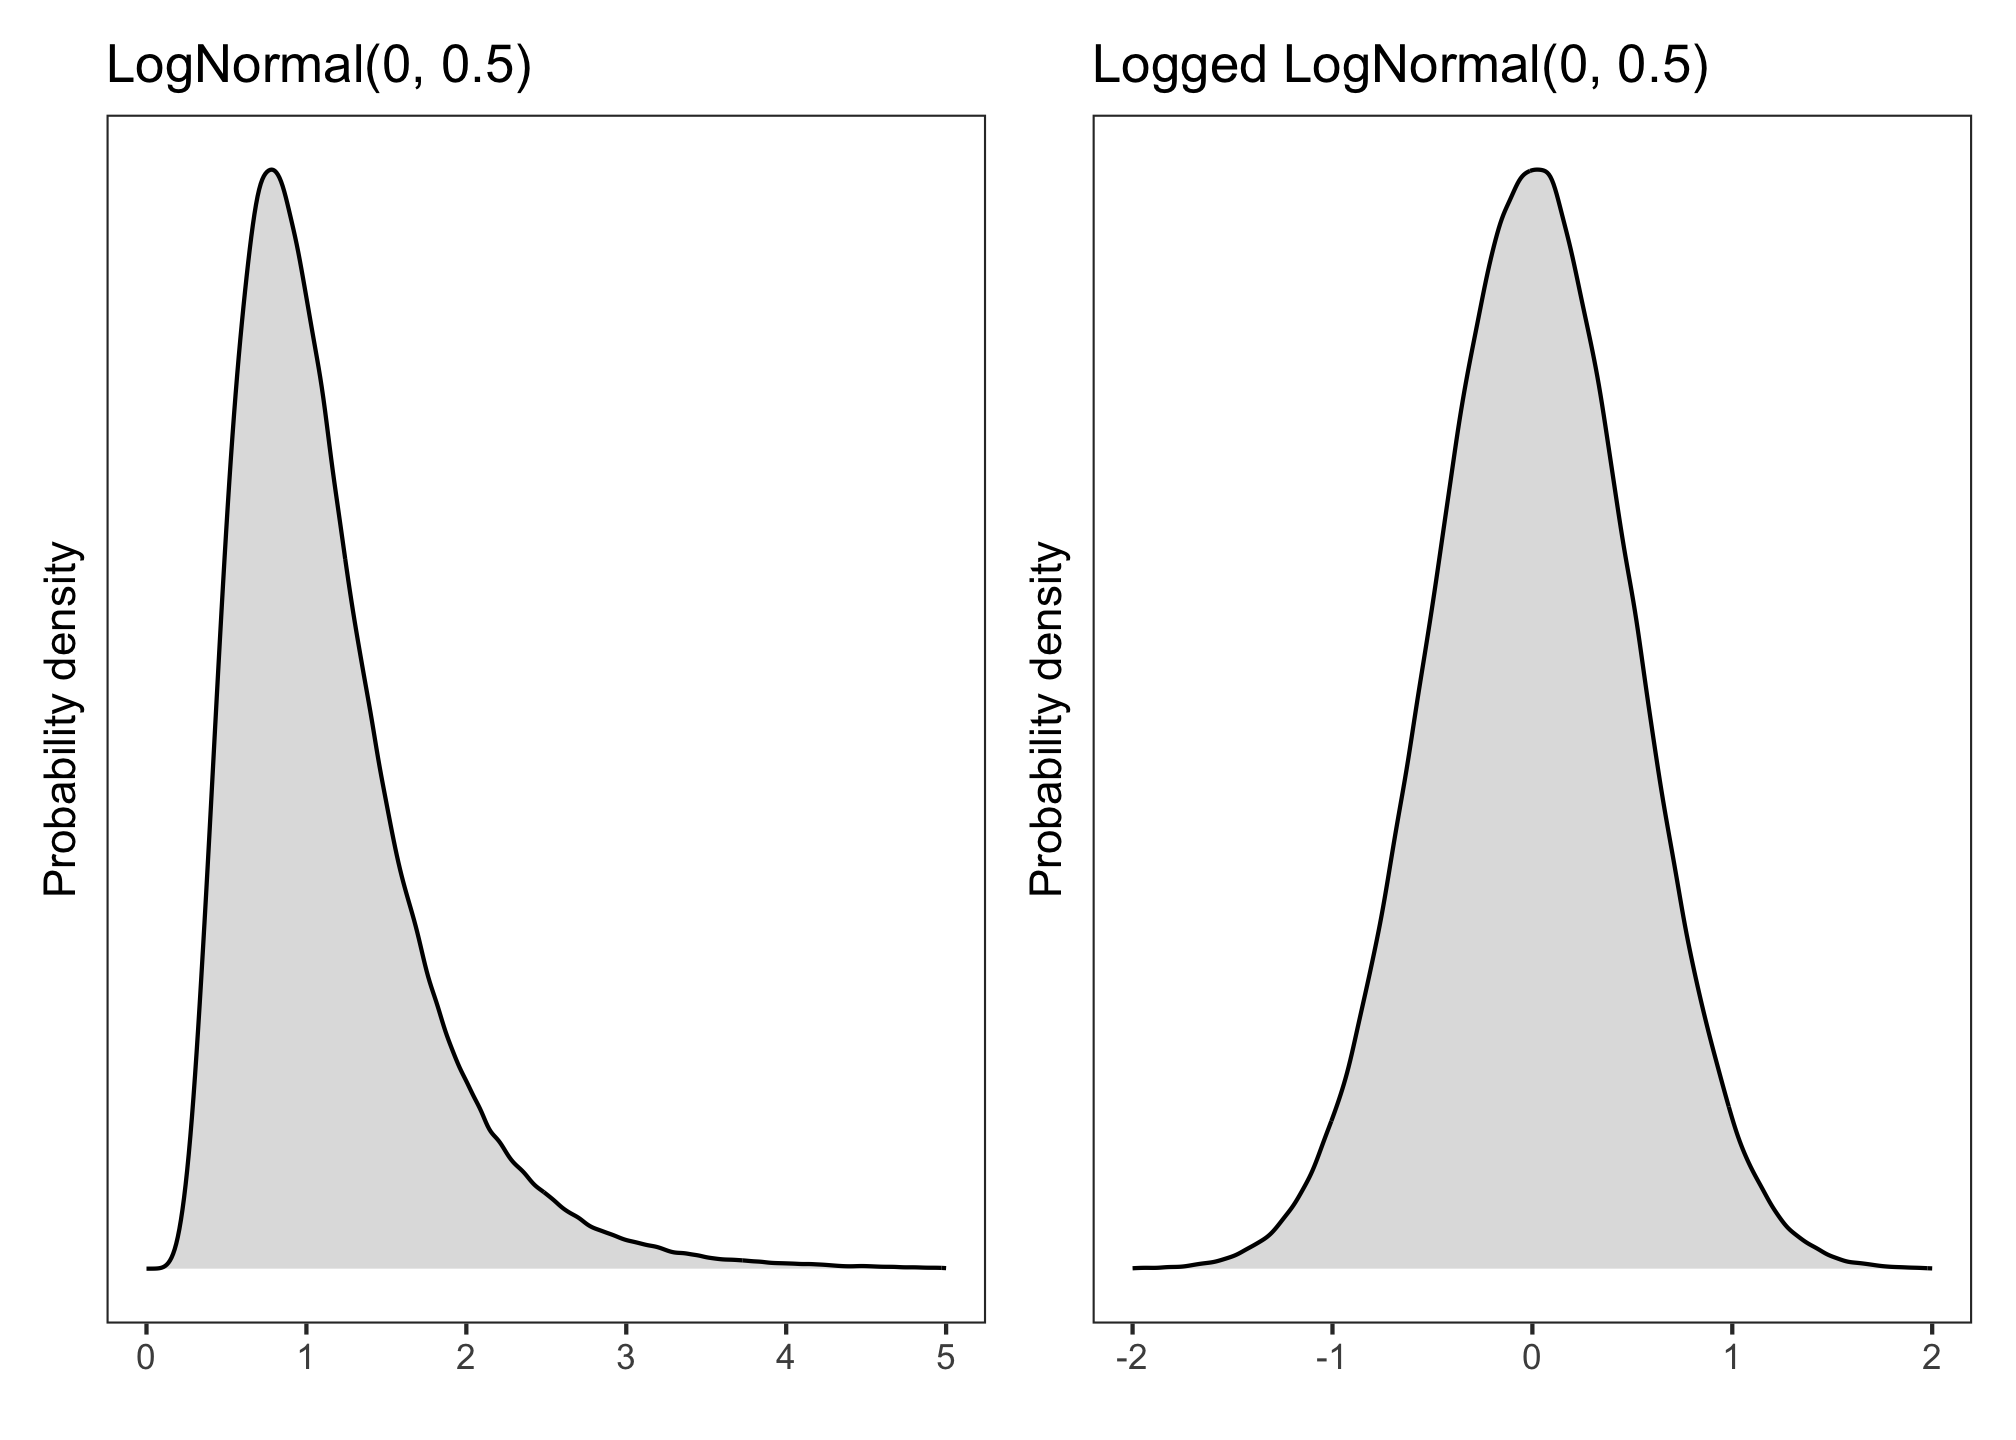 LogNormal(0, 0.5)
Probability density
0 1 2 3 4 5
Logged LogNormal(0, 0.5)
Probability density
-2 -1 0 1 2